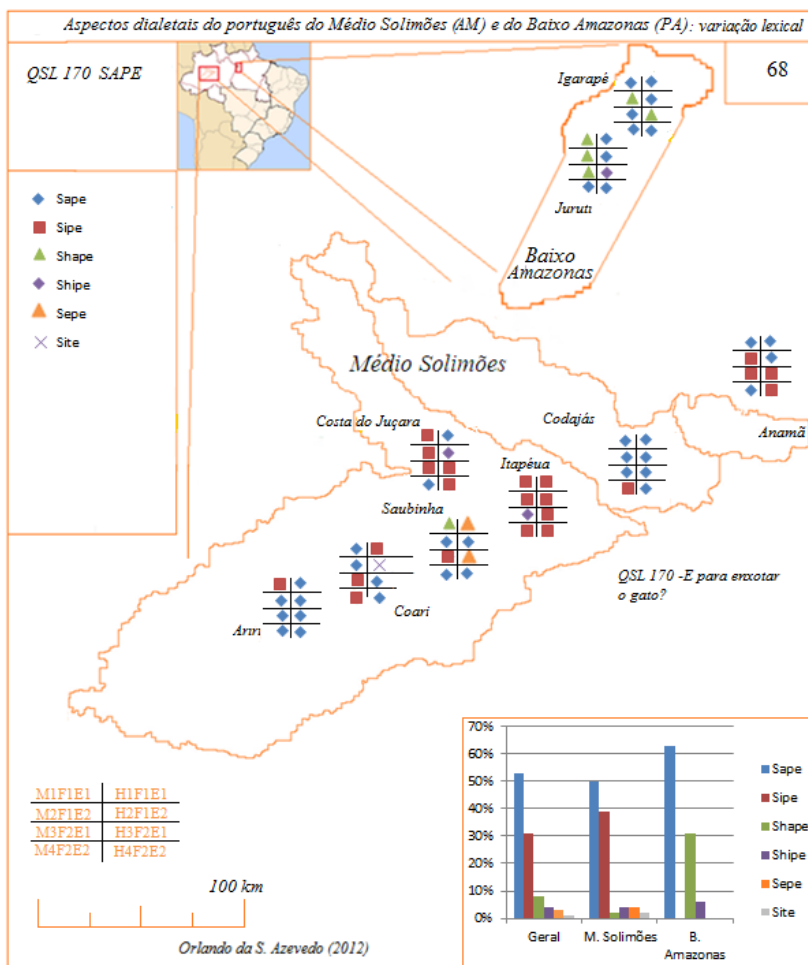 Aspectos dialetais do português do Médio Solimões (AM) e do Baixo Amazonas (PA): variação lexical
QSL 170 SAPE
68
Igarapé
Juruti
Baixo
Amazonas
Sape
Sipe
Shape
Shipe
Sepe
Site
Médio Solimões
Costa do Juçara
Codajás
Anamã
Itapéua
Saubinha
QSL 170 -E para enxotar
o gato?
Coari
Ariri
M1F1E1 H1F1E1
M2F1E2 H2F1E2
M3F2E1 H3F2E1
M4F2E2 H4F2E2
100 km
Orlando da S. Azevedo (2012)
70%
60%
50%
40%
30%
20%
10%
0%
Geral
M. Solimões
B.
Amazonas
Sape
Sipe
Shape
Shipe
Sepe
Site